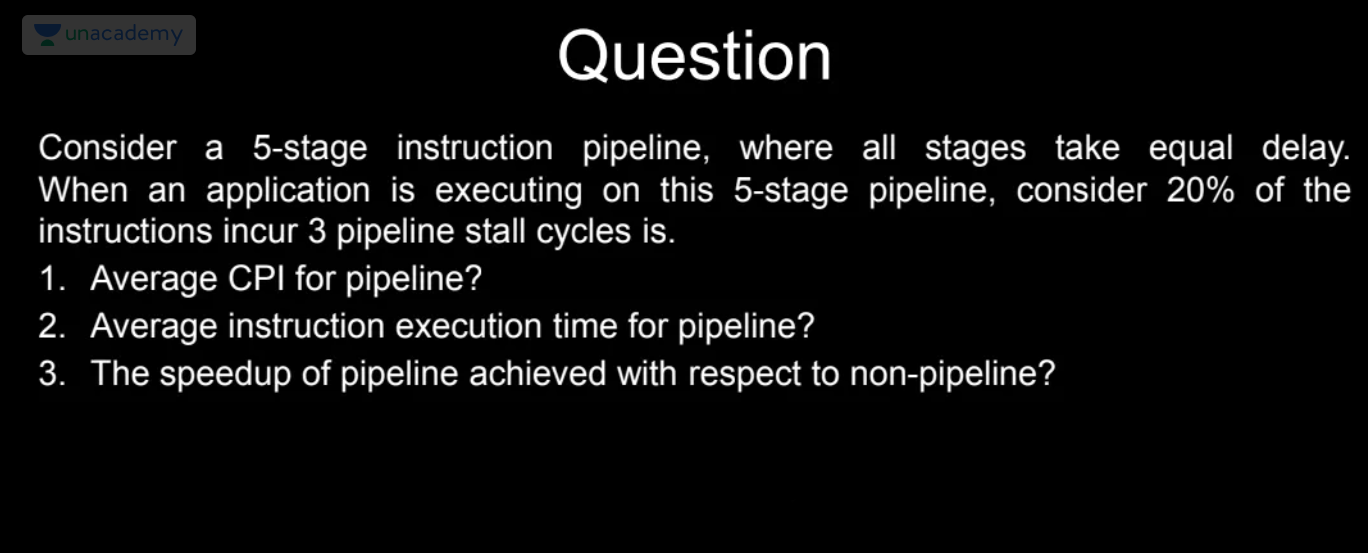 unacademy
Question
Consider a 5-stage instruction pipeline, where all stages take equal delay.
When an application is executing on this 5-stage pipeline, consider 20% of the
instructions incur 3 pipeline stall cycles is.
1. Average CPI for pipeline?
2. Average instruction execution time for pipeline?
3. The speedup of pipeline achieved with respect to non-pipeline?